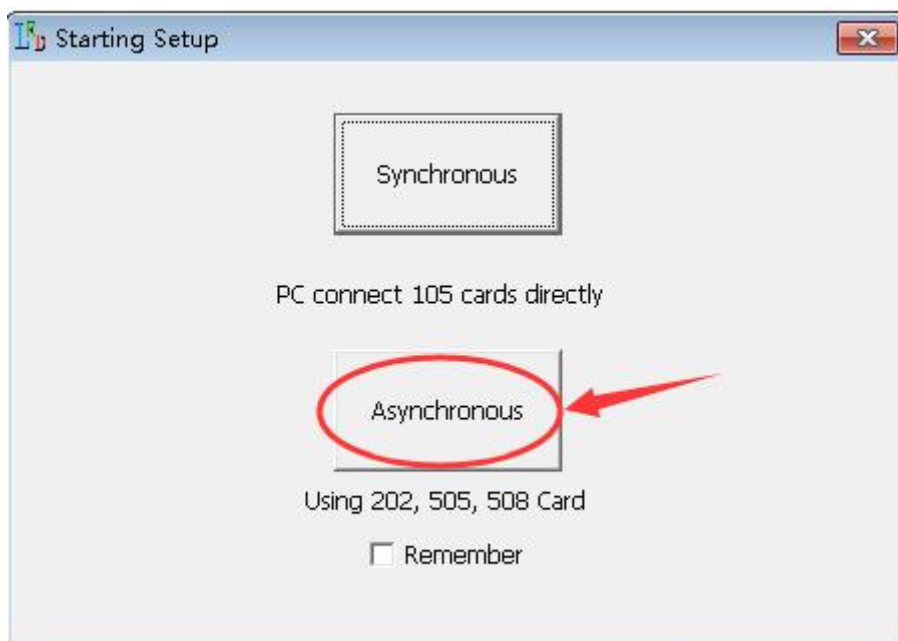 Starting Setup
Synchronous
PC connect 105 cards directly
Asynchronous
Using 202, 505, 508 Card
Remember